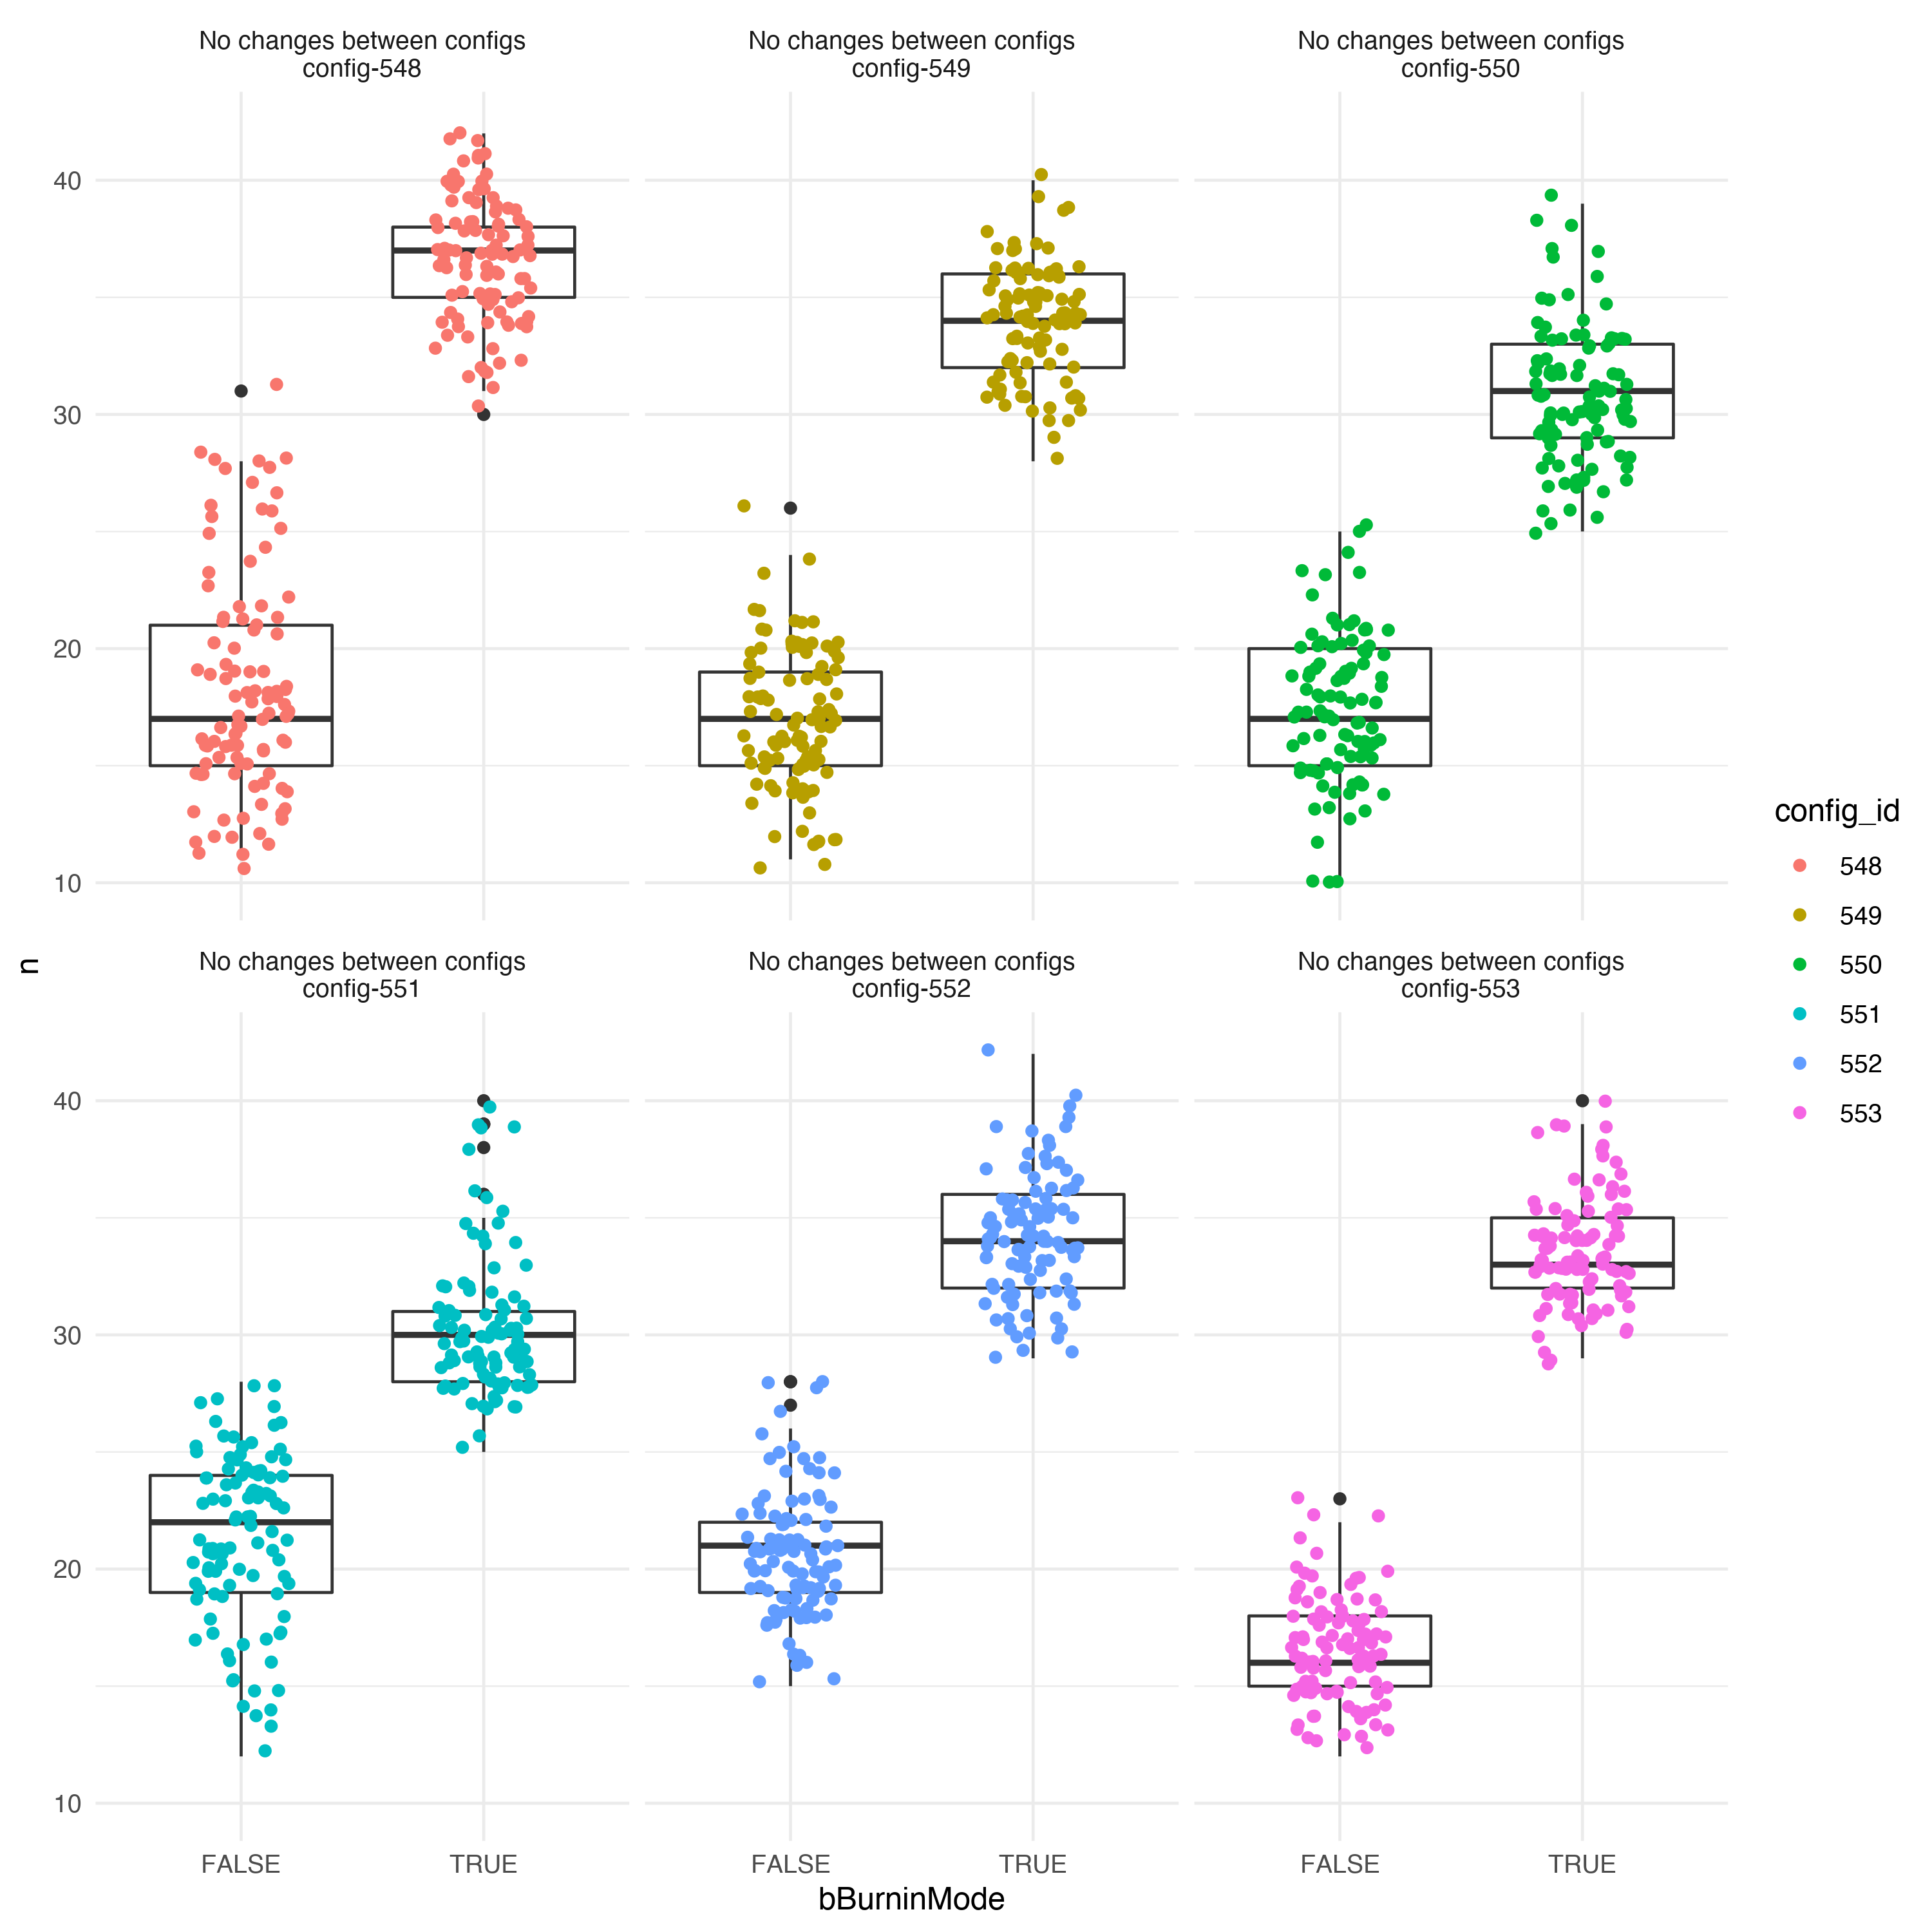 No changes between configs
config-548
No changes between configs
config-549
No changes between configs
config-550
40
30
20
10
n
No changes between configs
config-551
No changes between configs
config-552
No changes between configs
config-553
40
30
20
10
FALSE
TRUE
FALSE
TRUE
FALSE
TRUE
bBurninMode
config_id
548
549
550
551
552
553